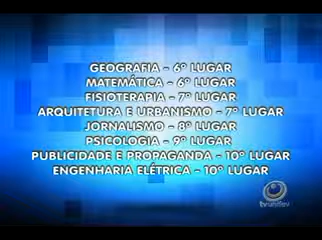 GEOGRAFIA - 6º LUGAR
MATEMÁTICA - 6º LUGAR
FISIOTERAPIA - 7º LUGAR
ARQUITETURA E URBANISMO - 7º LUGAR
JORNALISMO - 8º LUGAR
PSICOLOGIA - 9º LUGAR
PUBLICIDADE E PROPAGANDA - 10º LUGAR
ENGENHARIA ELÉTRICA - 10º LUGAR